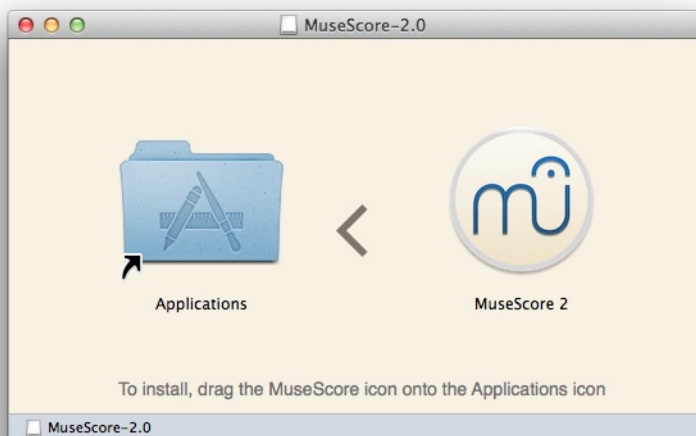 MuseScore-2.0
Applications
MuseScore 2
To install, drag the MuseScore icon onto the Applications icon
MuseScore-2.0